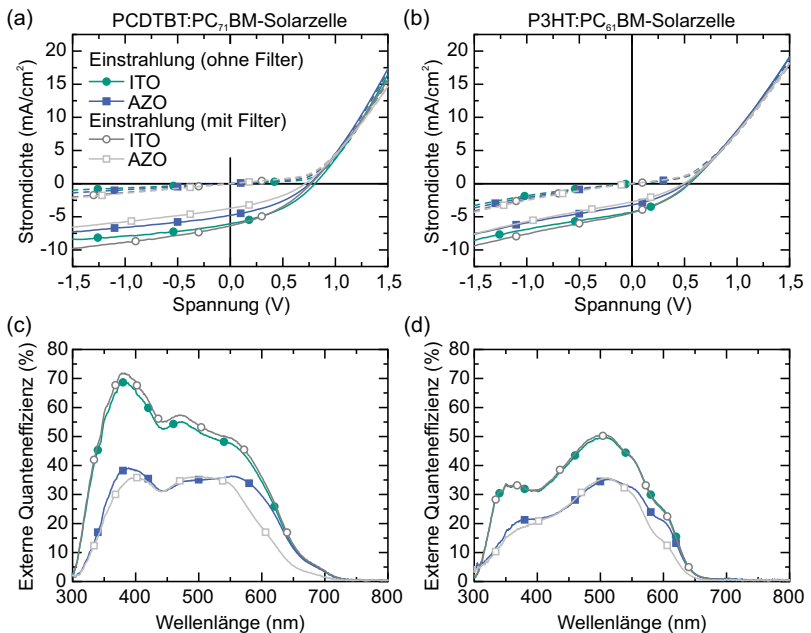 (a) PCDTBT:PC₇₁BM-Solarzelle
Stromdichte (mA/cm²)
20
15
10
5
0
-5
-10
Einstrahlung (ohne Filter)
ITO
AZO
Einstrahlung (mit Filter)
ITO
AZO
-1,5 -1,0 -0,5 0,0 0,5 1,0 1,5
Spannung (V)
(b) P3HT:PC₆₁BM-Solarzelle
Stromdichte (mA/cm²)
20
15
10
5
0
-5
-10
-1,5 -1,0 -0,5 0,0 0,5 1,0 1,5
Spannung (V)
(c)
Externe Quanteneffizienz (%)
80
70
60
50
40
30
20
10
0
300 400 500 600 700 800
Wellenlänge (nm)
(d)
Externe Quanteneffizienz (%)
80
70
60
50
40
30
20
10
0
300 400 500 600 700 800
Wellenlänge (nm)